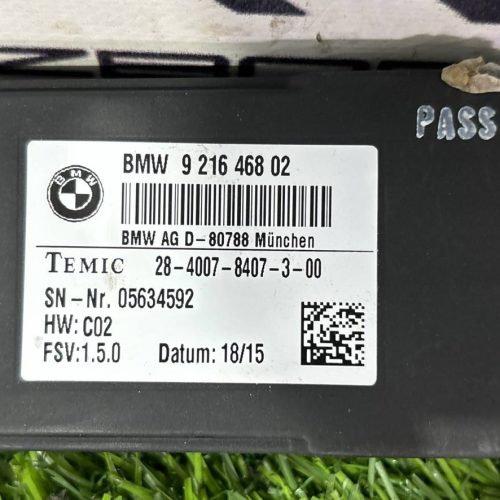 PASS
BMW
BMW 9 216 468 02
BMW AG D-80788 München
TEMIC 28-4007-8407-3-00
SN-Nr. 05634592
HW: C02
FSV:1.5.0 Datum: 18/15